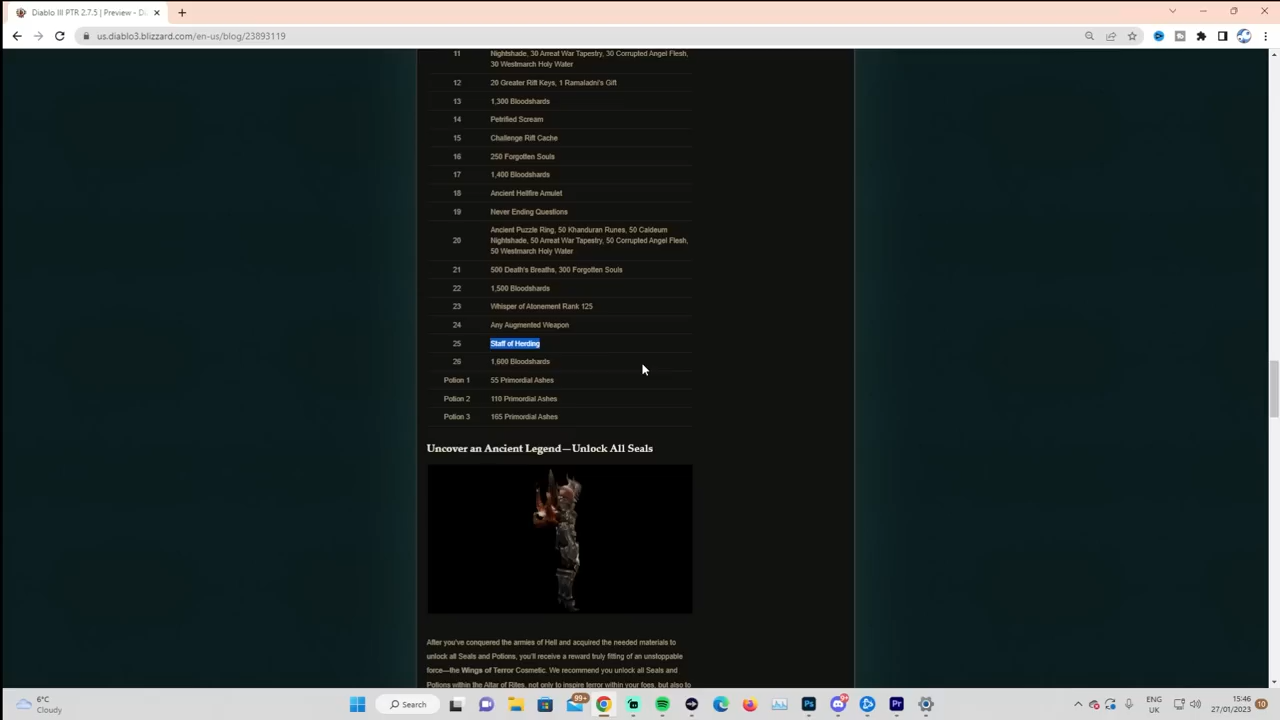 Diablo III PTR 2.7.5 | Preview - D
us.diablo3.blizzard.com/en-us/blog/23893119
11
Nightshade, 30 Arreat War Tapestry, 30 Corrupted Angel Flesh,
30 Westmarch Holy Water
12 20 Greater Rift Keys, 1 Ramaladni's Gift
13 1,300 Bloodshards
14 Petrified Scream
15 Challenge Rift Cache
16 250 Forgotten Souls
17 1,400 Bloodshards
18 Ancient Hellfire Amulet
19 Never Ending Questions
Ancient Puzzle Ring, 50 Khanduran Runes, 50 Caldeum
20 Nightshade, 50 Arreat War Tapestry, 50 Corrupted Angel Flesh,
50 Westmarch Holy Water
21 500 Death's Breaths, 300 Forgotten Souls
22 1,500 Bloodshards
23 Whisper of Atonement Rank 125
24 Any Augmented Weapon
25 Staff of Herding
26 1,600 Bloodshards
Potion 1 55 Primordial Ashes
Potion 2 110 Primordial Ashes
Potion 3 165 Primordial Ashes
Uncover an Ancient Legend—Unlock All Seals
After you've conquered the armies of Hell and acquired the needed materials to
unlock all Seals and Potions, you'll receive a reward truly fitting of an unstoppable
force—the Wings of Terror Cosmetic. We recommend you unlock all Seals and
Potions within the Altar of Rites, not only to inspire terror within your foes, but also to
6°C
Cloudy
Search
99+
ENG
UK
15:46
27/01/2023